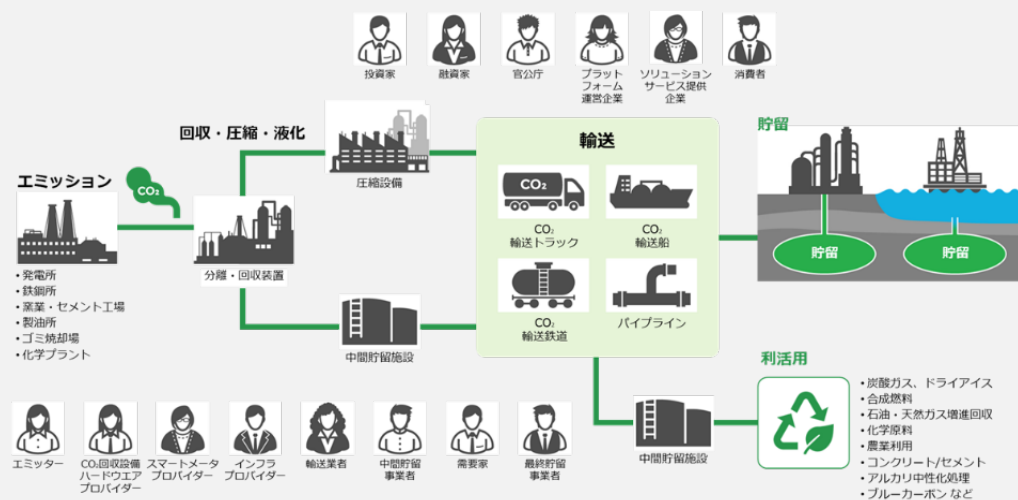 投資家
融資家
官公庁
プラット
フォーム
運営企業
ソリューション
サービス提供
企業
消費者
回収・圧縮・液化
圧縮設備
エミッション
CO₂
分離・回収装置
・発電所
・鉄鋼所
・窯業・セメント工場
・製油所
・ゴミ焼却場
・化学プラント
中間貯留施設
輸送
CO₂
CO₂
輸送トラック
CO₂
輸送船
CO₂
輸送鉄道
パイプライン
貯留
貯留
貯留
利活用
中間貯留施設
・炭酸ガス、ドライアイス
・合成燃料
・石油・天然ガス増進回収
・化学原料
・農業利用
・コンクリート/セメント
・アルカリ中性化処理
・ブルーカーボン など
エミッター
CO₂回収設備
ハードウエア
プロバイダー
スマートメータ
プロバイダー
インフラ
プロバイダー
輸送業者
中間貯留
事業者
需要家
最終貯留
事業者